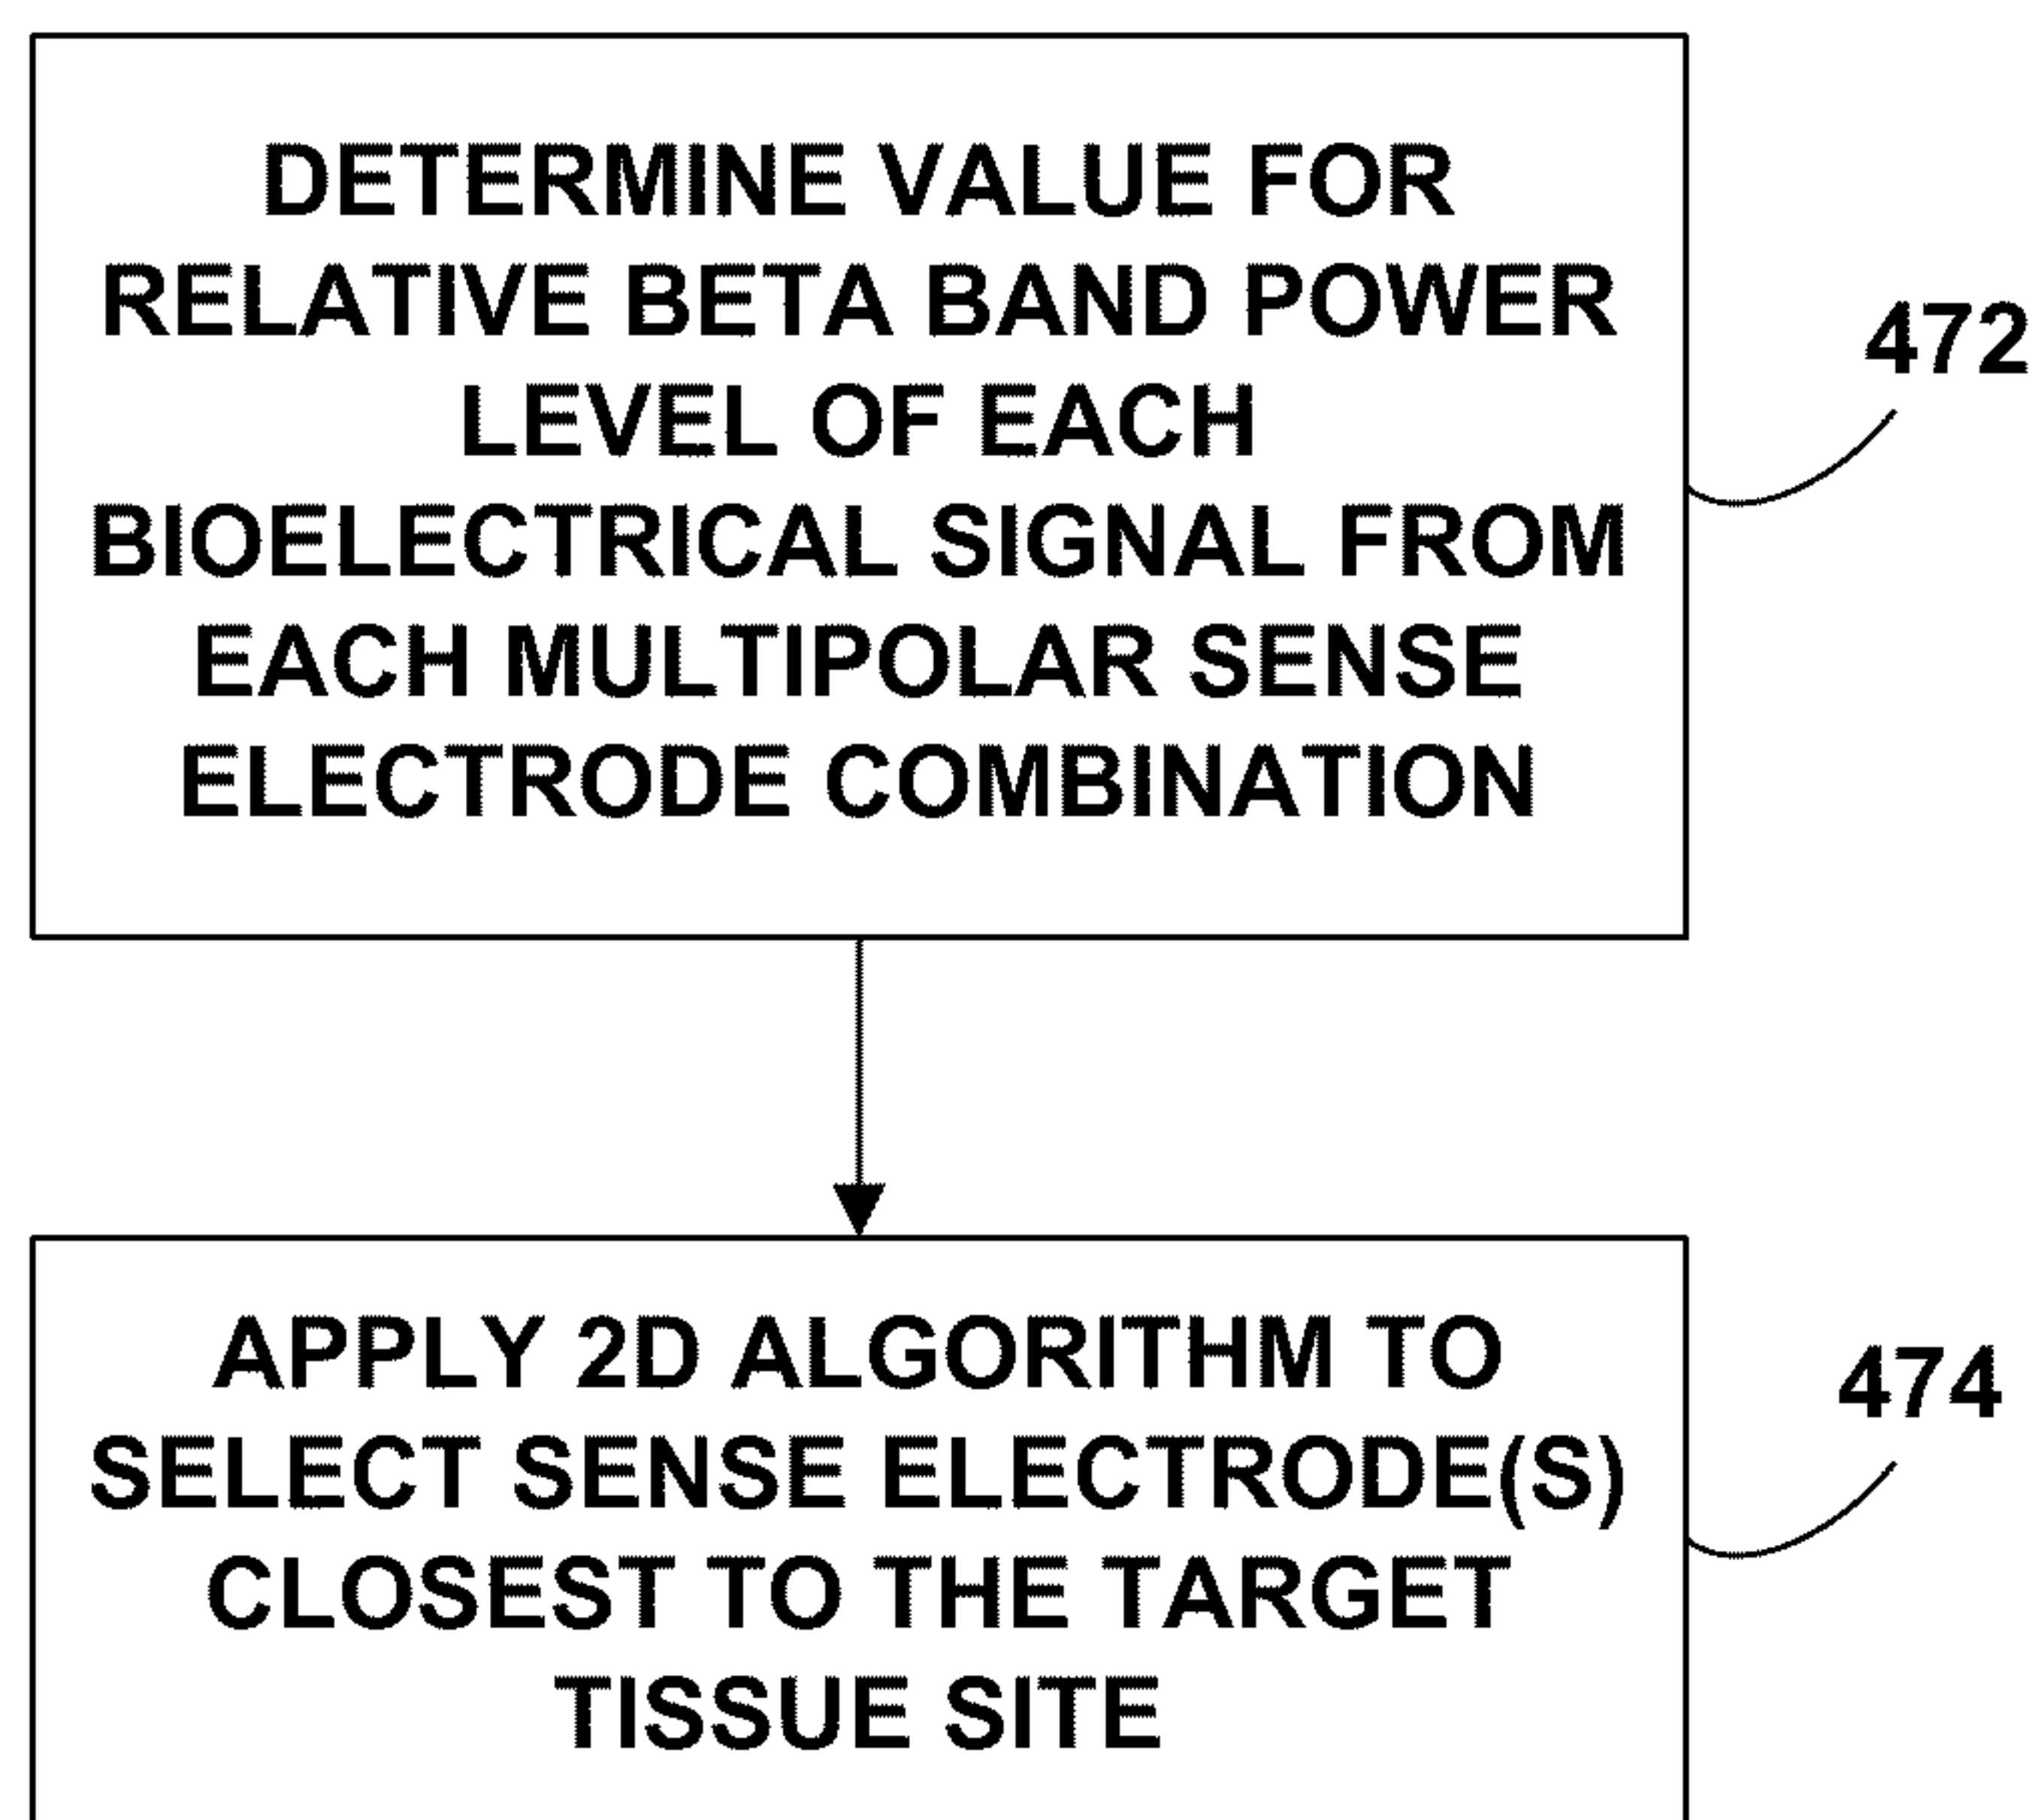 DETERMINE VALUE FOR
RELATIVE BETA BAND POWER
LEVEL OF EACH
BIOELECTRICAL SIGNAL FROM
EACH MULTIPOLAR SENSE
ELECTRODE COMBINATION
472
APPLY 2D ALGORITHM TO
SELECT SENSE ELECTRODE(S)
CLOSEST TO THE TARGET
TISSUE SITE
474